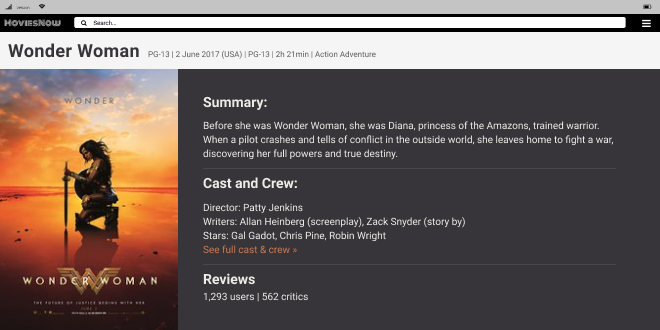 MOVIESNOW
Search...
Wonder Woman PG-13 | 2 June 2017 (USA) | PG-13 | 2h 21min | Action Adventure
WONDER
WONDER WOMAN
THE FUTURE OF JUSTICE BEGINS WITH HER
Summary:
Before she was Wonder Woman, she was Diana, princess of the Amazons, trained warrior.
When a pilot crashes and tells of conflict in the outside world, she leaves home to fight a war,
discovering her full powers and true destiny.
Cast and Crew:
Director: Patty Jenkins
Writers: Allan Heinberg (screenplay), Zack Snyder (story by)
Stars: Gal Gadot, Chris Pine, Robin Wright
See full cast & crew »
Reviews
1,293 users | 562 critics